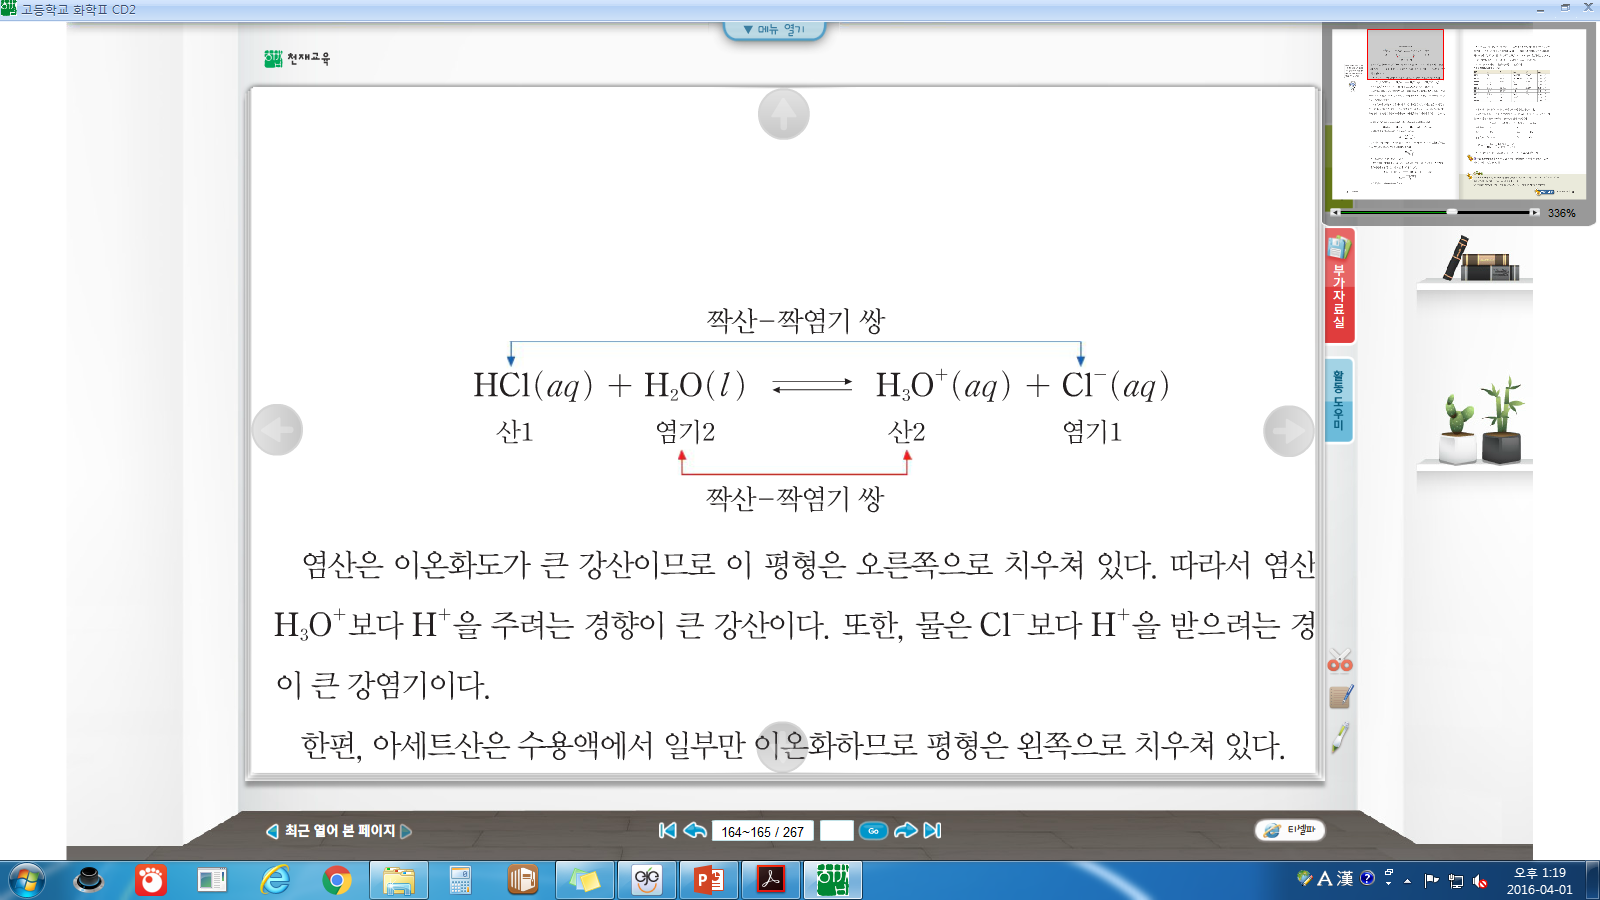 고등학교 화학Ⅱ CD2
▼ 메뉴 열기
천재교육
336%
부가자료실
활동 도우미
짝산-짝염기 쌍
HCl(aq) + H₂O(l) ⇄ H₃O⁺(aq) + Cl⁻(aq)
산1 염기2 산2 염기1
짝산-짝염기 쌍
염산은 이온화도가 큰 강산이므로 이 평형은 오른쪽으로 치우쳐 있다. 따라서 염산
H₃O⁺보다 H⁺을 주려는 경향이 큰 강산이다. 또한, 물은 Cl⁻보다 H⁺을 받으려는 경
이 큰 강염기이다.
한편, 아세트산은 수용액에서 일부만 이온화하므로 평형은 왼쪽으로 치우쳐 있다.
최근 열어 본 페이지
164~165 / 267
Go
티셀파
A 漢
오후 1:19
2016-04-01